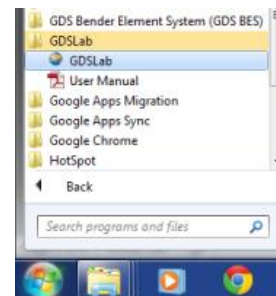 GDS Bender Element System (GDS BES)
GDSLab
GDSLab
User Manual
Google Apps Migration
Google Apps Sync
Google Chrome
HotSpot
Back
Search programs and files